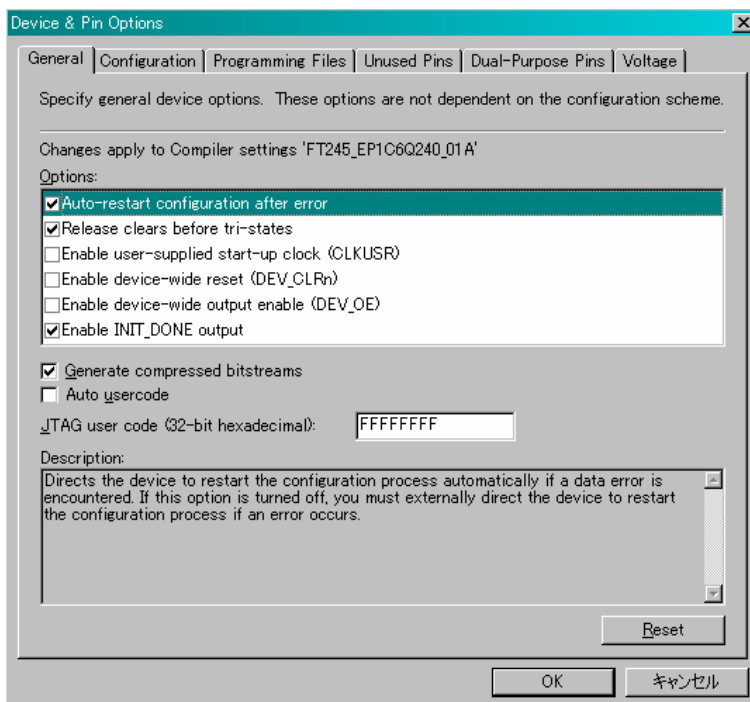 Device & Pin Options
General Configuration Programming Files Unused Pins Dual-Purpose Pins Voltage
Specify general device options. These options are not dependent on the configuration scheme.
Changes apply to Compiler settings 'FT245_EP1C6Q240_01A'
Options:
Auto-restart configuration after error
Release clears before tri-states
Enable user-supplied start-up clock (CLKUSR)
Enable device-wide reset (DEV_CLRn)
Enable device-wide output enable (DEV_OE)
Enable INIT_DONE output
Generate compressed bitstreams
Auto usercode
JTAG user code (32-bit hexadecimal): FFFFFFFF
Description:
Directs the device to restart the configuration process automatically if a data error is
encountered. If this option is turned off, you must externally direct the device to restart
the configuration process if an error occurs.
Reset
OK キャンセル